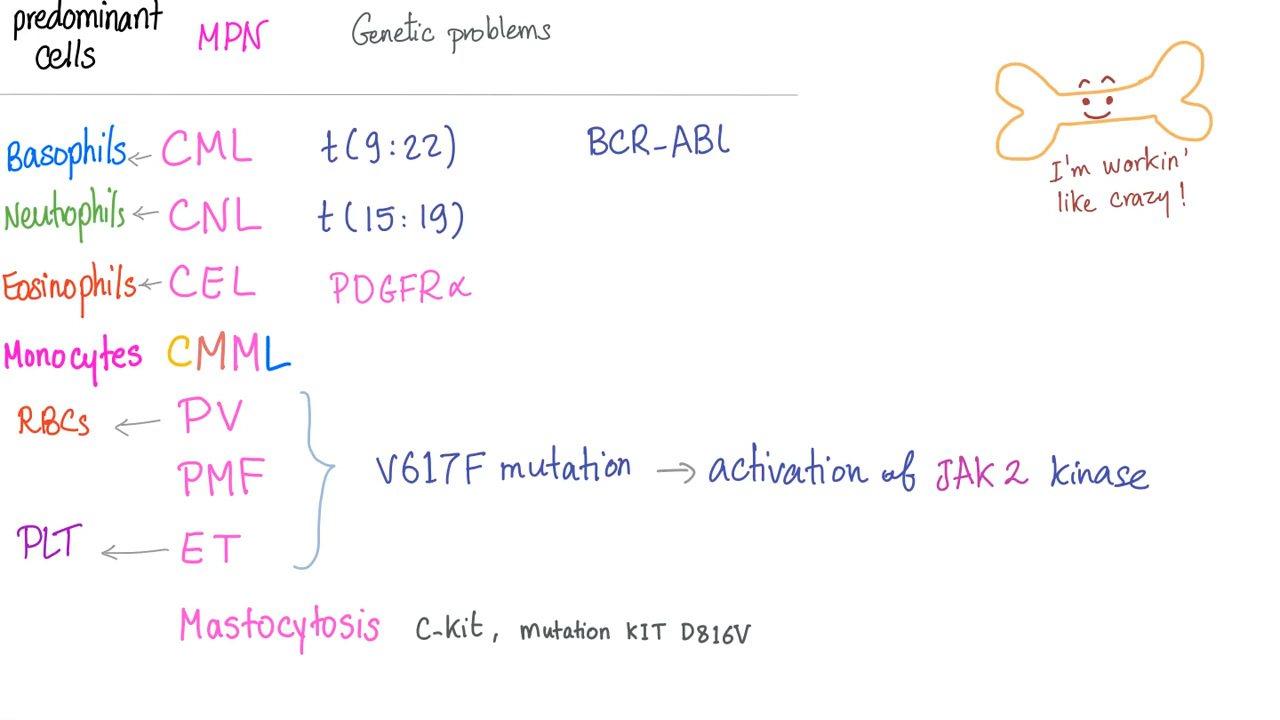 predominant cells MPN Genetic problems
Basophils ← CML t(9:22) BCR-ABL
Neutophils ← CNL t(15:19)
Eosinophils ← CEL PDGFRα
Monocytes CMML
RBCs ← PV
PMF
V617F mutation → activation of JAK2 kinase
PLT ← ET
Mastocytosis C-kit, mutation KIT D816V
I'm workin'
like crazy!